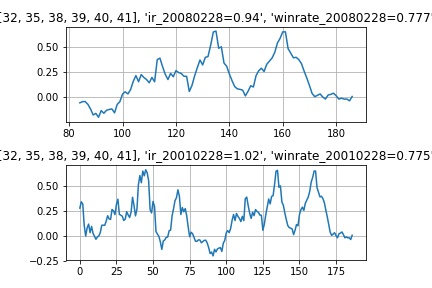 [32, 35, 38, 39, 40, 41], 'ir_20080228=0.94', 'winrate_20080228=0.777'
0.50
0.25
0.00
80 100 120 140 160 180
[32, 35, 38, 39, 40, 41], 'ir_20010228=1.02', 'winrate_20010228=0.775'
0.50
0.25
0.00
−0.25
0 25 50 75 100 125 150 175